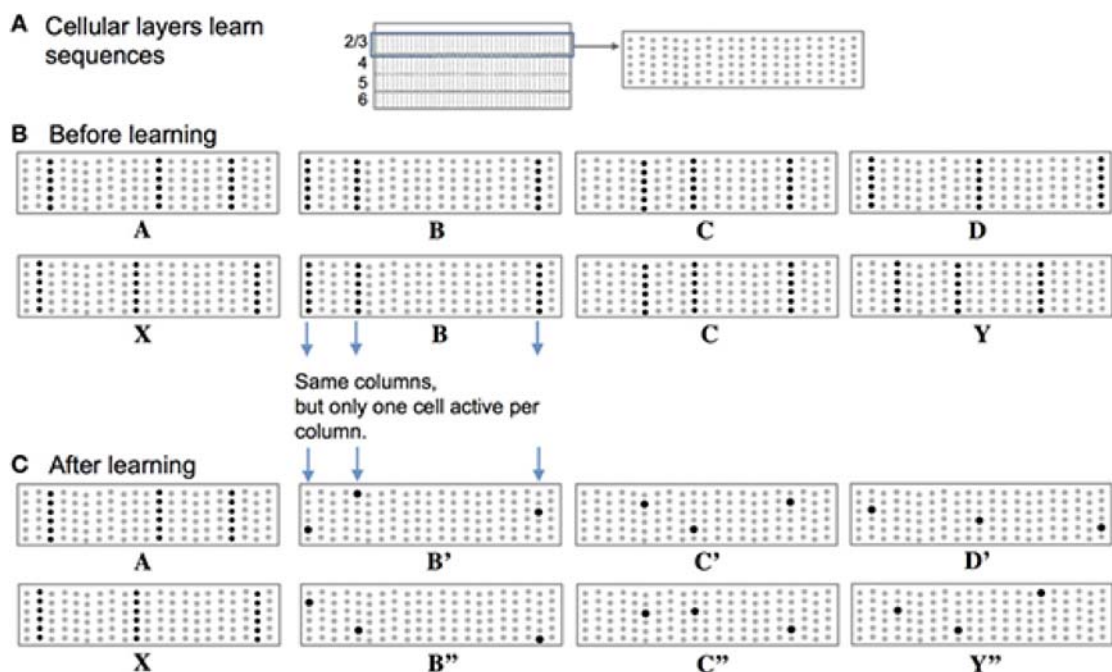 A Cellular layers learn
sequences
2/3
4
5
6
B Before learning
A B C D
X B C Y
Same columns,
but only one cell active per
column.
C After learning
A B' C' D'
X B" C" Y"